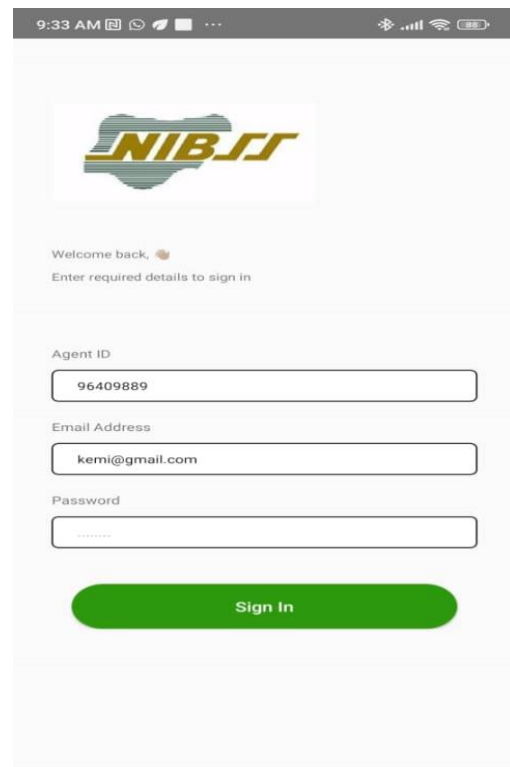 9:33 AM
88
NIBSS
Welcome back, 👋🏼
Enter required details to sign in
Agent ID
96409889
Email Address
kemi@gmail.com
Password
........
Sign In